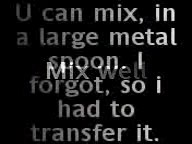 U can mix, in
a large metal
spoon. I
Mix well
forgot, so i
had to
transfer it.